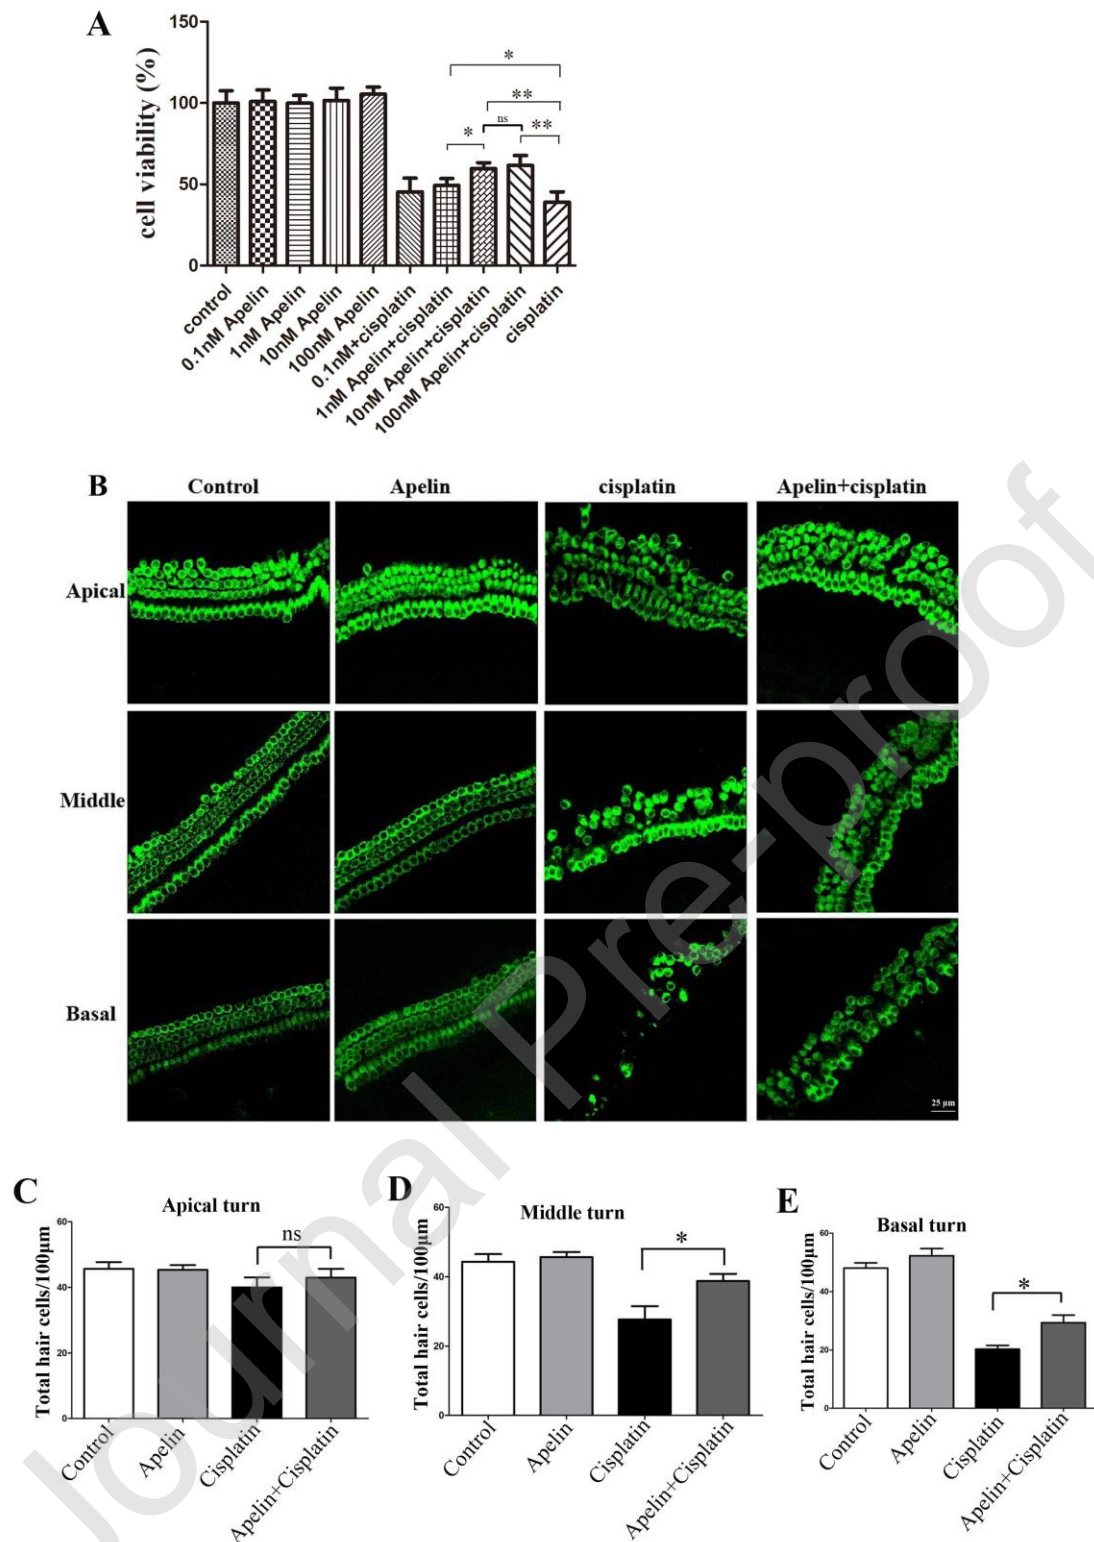 A
150
100
50
0
cell viability (%)
*
**
ns
*
**
control
0.1nM Apelin
1nM Apelin
10nM Apelin
100nM Apelin
0.1nM+cisplatin
1nM Apelin+cisplatin
10nM Apelin+cisplatin
100nM Apelin+cisplatin
cisplatin
B
Control Apelin cisplatin Apelin+cisplatin
Apical
Middle
Basal
25 μm
C
Apical turn
Total hair cells/100μm
60
40
20
0
ns
Control
Apelin
Cisplatin
Apelin+Cisplatin
D
Middle turn
Total hair cells/100μm
60
40
20
0
*
Control
Apelin
Cisplatin
Apelin+Cisplatin
E
Basal turn
Total hair cells/100μm
60
40
20
0
*
Control
Apelin
Cisplatin
Apelin+Cisplatin
Journal Pre-proof